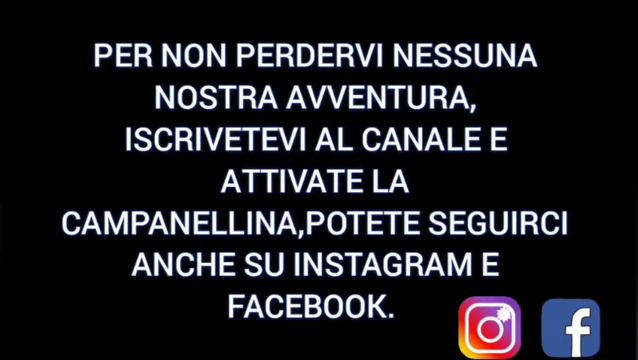 PER NON PERDERVI NESSUNA
NOSTRA AVVENTURA,
ISCRIVETEVI AL CANALE E
ATTIVATE LA
CAMPANELLINA,POTETE SEGUIRCI
ANCHE SU INSTAGRAM E
FACEBOOK.